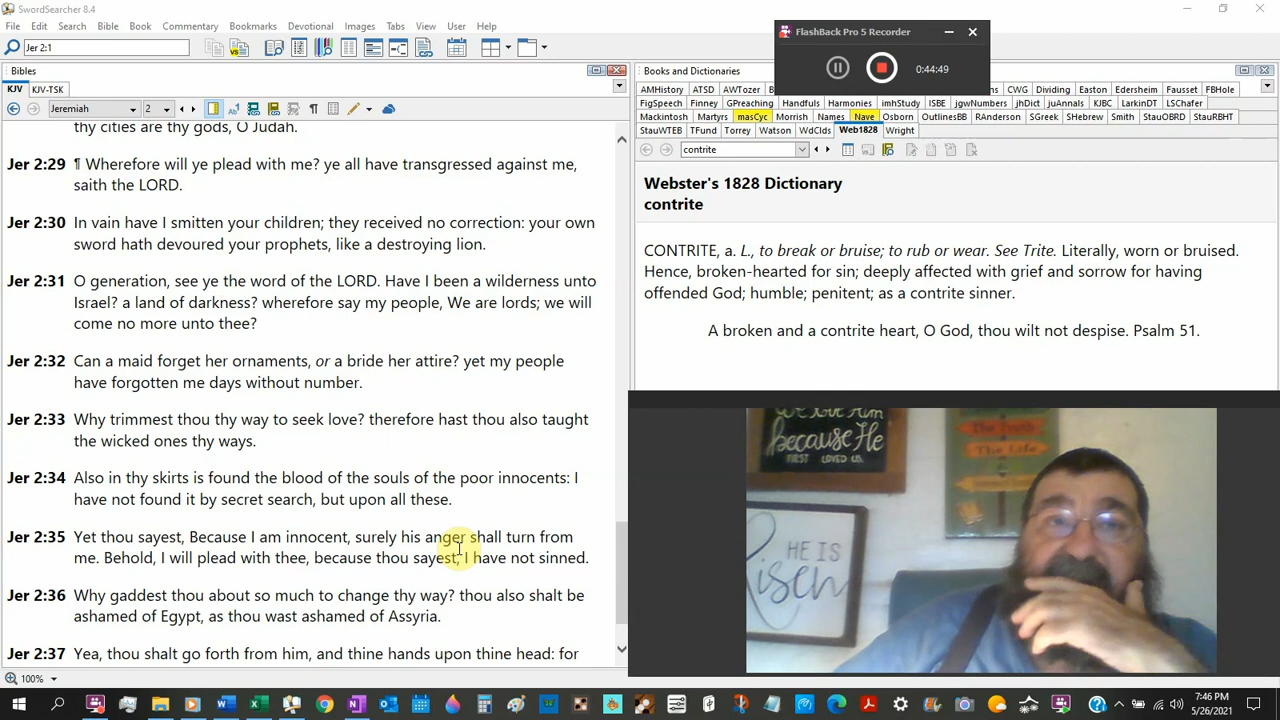 SwordSearcher 8.4
File Edit Search Bible Book Commentary Bookmarks Devotional Images Tabs View User Help
Jer 2:1
FlashBack Pro 5 Recorder
0:44:49
Bibles
KJV KJV-TSK
Jeremiah 2
thy cities are thy gods, O Judah.
Jer 2:29 ¶ Wherefore will ye plead with me? ye all have transgressed against me,
saith the LORD.
Jer 2:30 In vain have I smitten your children; they received no correction: your own
sword hath devoured your prophets, like a destroying lion.
Jer 2:31 O generation, see ye the word of the LORD. Have I been a wilderness unto
Israel? a land of darkness? wherefore say my people, We are lords; we will
come no more unto thee?
Jer 2:32 Can a maid forget her ornaments, or a bride her attire? yet my people
have forgotten me days without number.
Jer 2:33 Why trimmest thou thy way to seek love? therefore hast thou also taught
the wicked ones thy ways.
Jer 2:34 Also in thy skirts is found the blood of the souls of the poor innocents: I
have not found it by secret search, but upon all these.
Jer 2:35 Yet thou sayest, Because I am innocent, surely his anger shall turn from
me. Behold, I will plead with thee, because thou sayest, I have not sinned.
Jer 2:36 Why gaddest thou about so much to change thy way? thou also shalt be
ashamed of Egypt, as thou wast ashamed of Assyria.
Jer 2:37 Yea, thou shalt go forth from him, and thine hands upon thine head: for
100%
Books and Dictionaries
AMHistory ATSD AWTozer CWG Dividing Easton Edersheim Fausset FBHole
FigSpeech Finney GPreaching Handfuls Harmonies imhStudy ISBE jgwNumbers jhDict juAnnals KJBC LarkinDT LSChafer
Mackintosh Martyrs masCyc Morrish Names Nave Osborn OutlinesBB RAnderson SGreek SHebrew Smith StauOBRD StauRBHT
StauWTEB TFund Torrey Watson WdClds Web1828 Wright
contrite
Webster's 1828 Dictionary
contrite
CONTRITE, a. L., to break or bruise; to rub or wear. See Trite. Literally, worn or bruised.
Hence, broken-hearted for sin; deeply affected with grief and sorrow for having
offended God; humble; penitent; as a contrite sinner.
A broken and a contrite heart, O God, thou wilt not despise. Psalm 51.
We love Him
because He
FIRST LOVED US
The Truth
The Life
HE IS
Risen
7:46 PM
5/26/2021